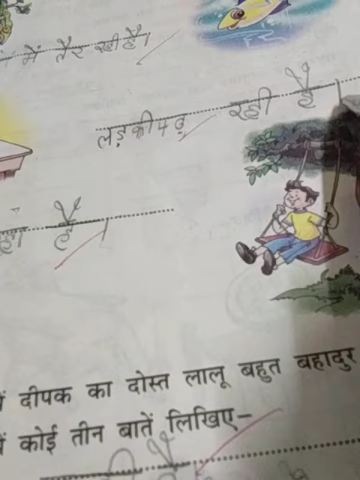 में तैर रही है।
लड़की पढ़ रही है।
है।
दीपक का दोस्त लालू बहुत बहादुर
कोई तीन बातें लिखिए–